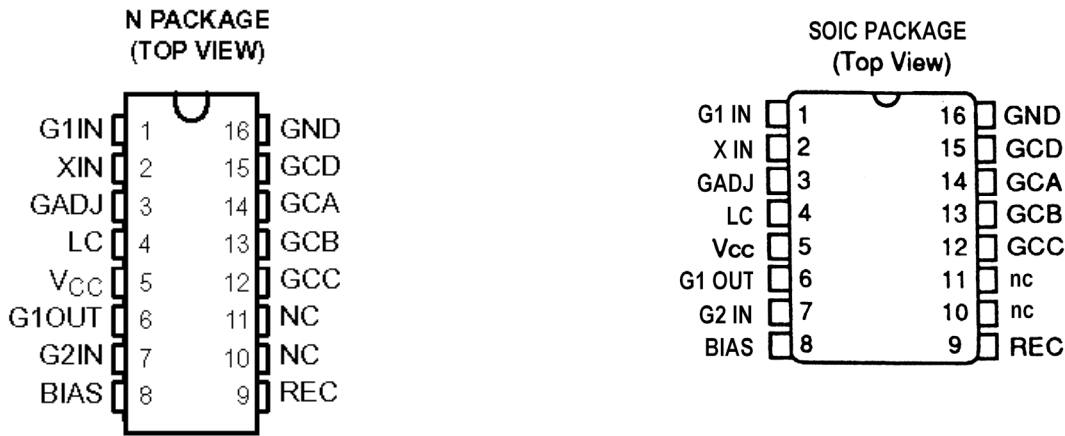 N PACKAGE
(TOP VIEW)
G1IN 1 16 GND
XIN 2 15 GCD
GADJ 3 14 GCA
LC 4 13 GCB
VCC 5 12 GCC
G1OUT 6 11 NC
G2IN 7 10 NC
BIAS 8 9 REC
SOIC PACKAGE
(Top View)
G1 IN 1 16 GND
X IN 2 15 GCD
GADJ 3 14 GCA
LC 4 13 GCB
Vcc 5 12 GCC
G1 OUT 6 11 nc
G2 IN 7 10 nc
BIAS 8 9 REC